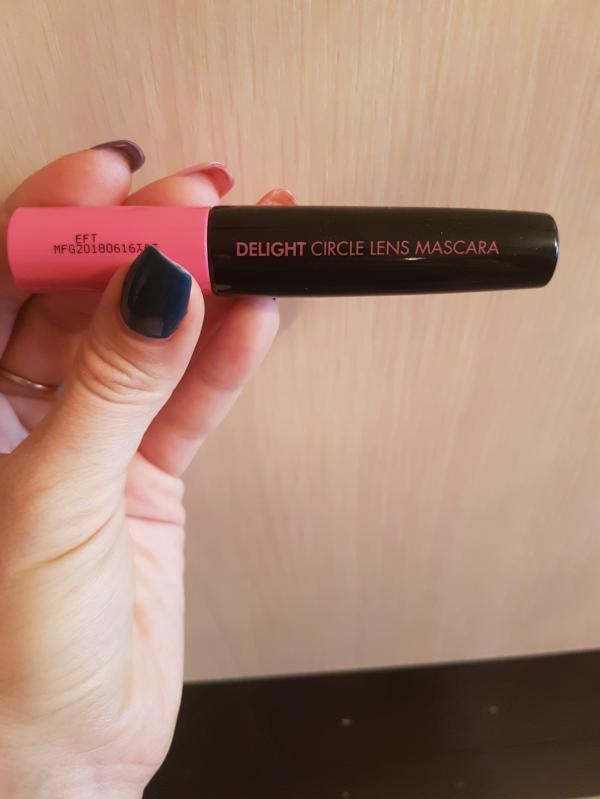 EFT
MFG20180616
DELIGHT CIRCLE LENS MASCARA